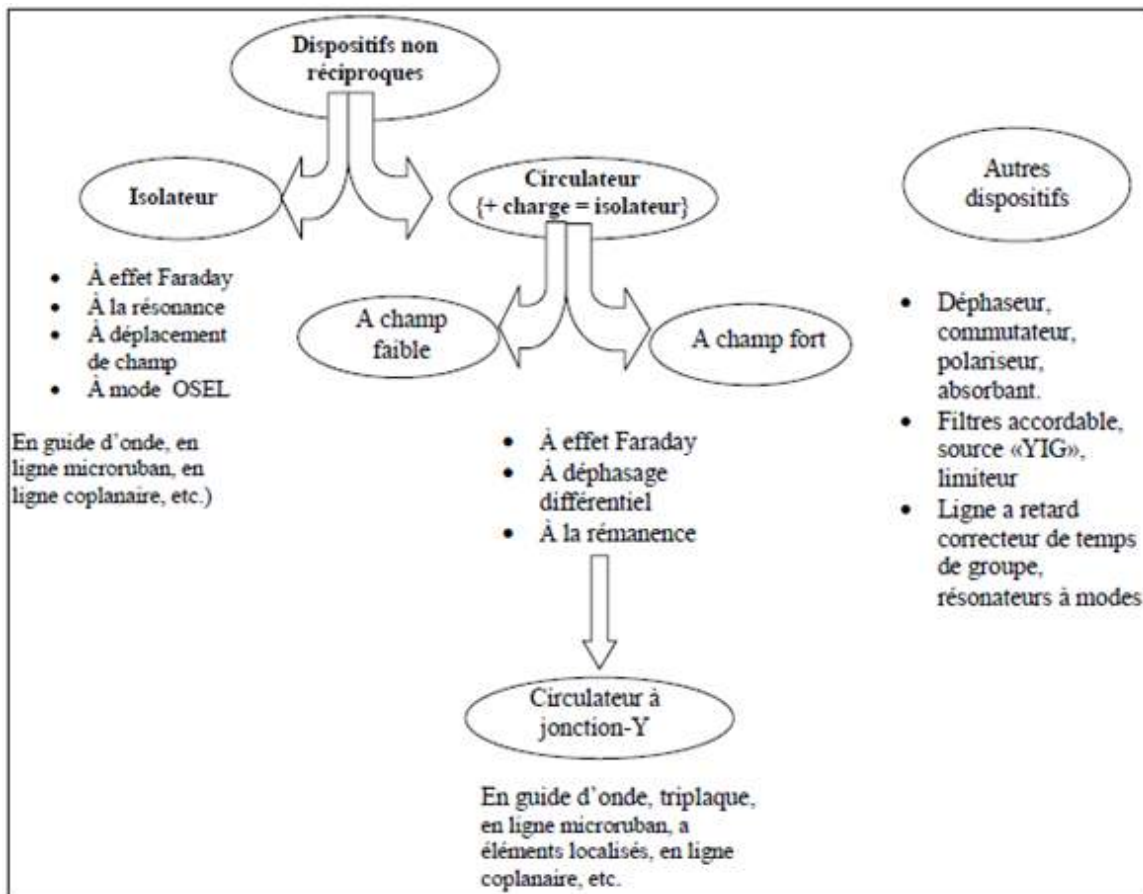 Dispositifs non
réciproques
Isolateur
Circulateur
{+ charge = isolateur}
Autres
dispositifs
• À effet Faraday
• À la résonance
• À déplacement
de champ
• À mode OSEL
En guide d’onde, en
ligne microruban, en
ligne coplanaire, etc.)
A champ
faible
A champ fort
• À effet Faraday
• À déphasage
différentiel
• À la rémanence
• Déphaseur,
commutateur,
polariseur,
absorbant.
• Filtres accordable,
source «YIG»,
limiteur
• Ligne a retard
correcteur de temps
de groupe,
résonateurs à modes
Circulateur à
jonction-Y
En guide d’onde, triplaque,
en ligne microruban, a
éléments localisés, en ligne
coplanaire, etc.